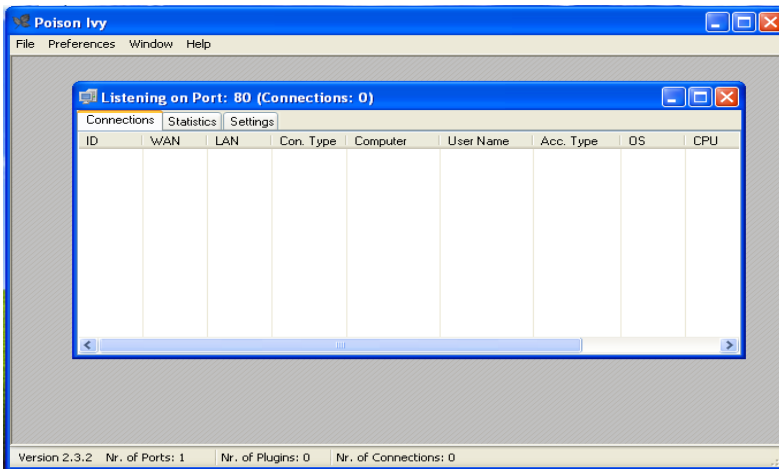 Poison Ivy
File Preferences Window Help
Listening on Port: 80 (Connections: 0)
Connections Statistics Settings
ID WAN LAN Con. Type Computer User Name Acc. Type OS CPU
Version 2.3.2 Nr. of Ports: 1 Nr. of Plugins: 0 Nr. of Connections: 0